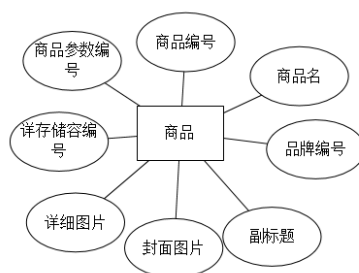 商品编号
商品参数编
号
商品名
详存储容编
号
商品
品牌编号
详细图片
封面图片
副标题